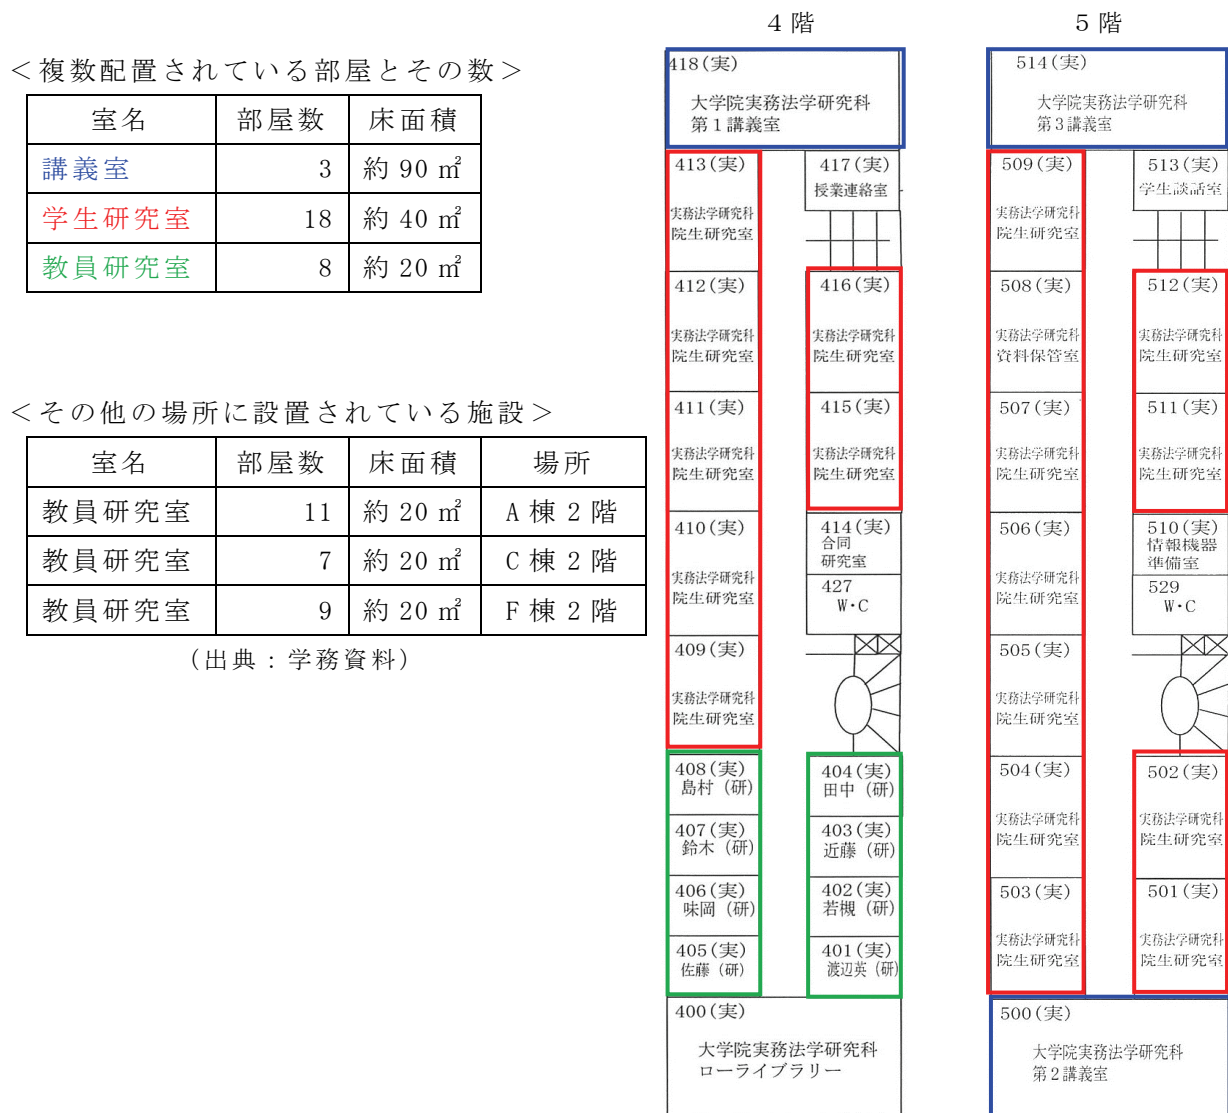 <複数配置されている部屋とその数>
室名 部屋数 床面積
講義室 3 約 90 ㎡
学生研究室 18 約 40 ㎡
教員研究室 8 約 20 ㎡
<その他の場所に設置されている施設>
室名 部屋数 床面積 場所
教員研究室 11 約 20 ㎡ A 棟 2 階
教員研究室 7 約 20 ㎡ C 棟 2 階
教員研究室 9 約 20 ㎡ F 棟 2 階
(出典:学務資料)
4 階
418(実)
大学院実務法学研究科
第1講義室
413(実)
実務法学研究科
院生研究室
417(実)
授業連絡室
412(実)
実務法学研究科
院生研究室
416(実)
実務法学研究科
院生研究室
411(実)
実務法学研究科
院生研究室
415(実)
実務法学研究科
院生研究室
410(実)
実務法学研究科
院生研究室
414(実)
合同
研究室
427
W・C
409(実)
実務法学研究科
院生研究室
408(実)
島村(研)
404(実)
田中(研)
407(実)
鈴木(研)
403(実)
近藤(研)
406(実)
味岡(研)
402(実)
若槻(研)
405(実)
佐藤(研)
401(実)
渡辺英(研)
400(実)
大学院実務法学研究科
ローライブラリー
5 階
514(実)
大学院実務法学研究科
第3講義室
509(実)
実務法学研究科
院生研究室
513(実)
学生談話室
508(実)
実務法学研究科
資料保管室
512(実)
実務法学研究科
院生研究室
507(実)
実務法学研究科
院生研究室
511(実)
実務法学研究科
院生研究室
506(実)
実務法学研究科
院生研究室
510(実)
情報機器
準備室
529
W・C
505(実)
実務法学研究科
院生研究室
504(実)
実務法学研究科
院生研究室
502(実)
実務法学研究科
院生研究室
503(実)
実務法学研究科
院生研究室
501(実)
実務法学研究科
院生研究室
500(実)
大学院実務法学研究科
第2講義室